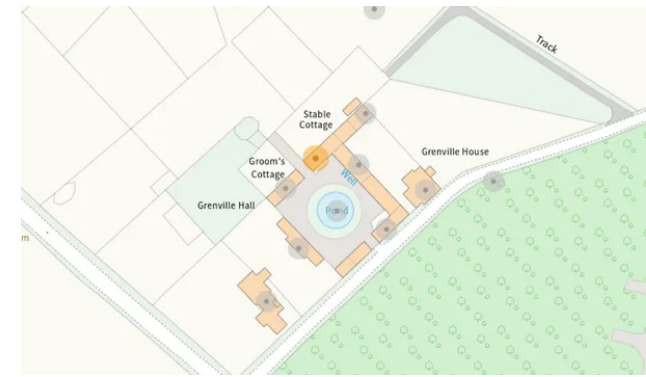 Track
Stable
Cottage
Grenville House
Groom's
Cottage
Well
Grenville Hall
Pond
m